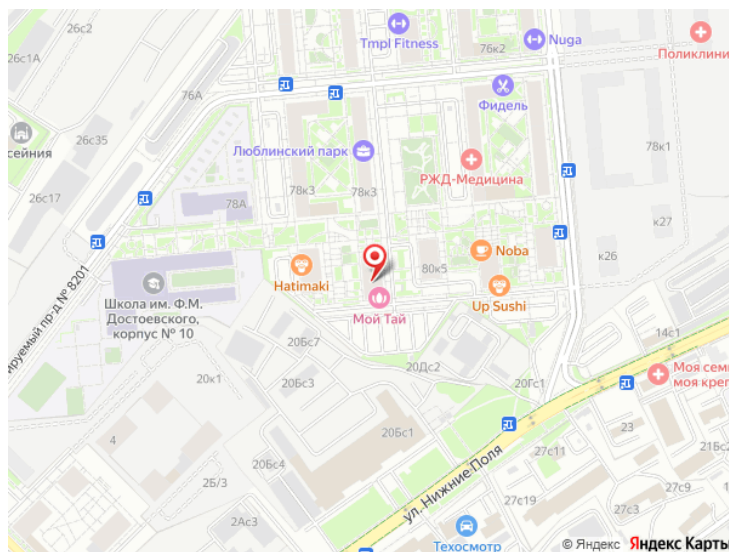 26с2
26с1А
Tmpl Fitness
76к2
Nuga
Поликлини
76А
Фидель
26с35
сейния
Люблинский парк
78к1
РЖД-Медицина
26с17
78к3
78к3
78А
к27
Noba
к26
80к5
Hatimaki
Up Sushi
Школа им. Ф.М.
Достоевского,
корпус № 10
Мой Тай
ируемый пр-д № 8201
14с1
20Бс7
20Дс2
Моя сем
моя креп
20к1
20Бс3
20Гс1
4
20Бс1
23
21Бс2
27с11
20Бс4
2Б/3
ул. Нижние Поля
27с12
27с9
27с19
2Ас3
27с3
Техосмотр
© Яндекс Яндекс Карты